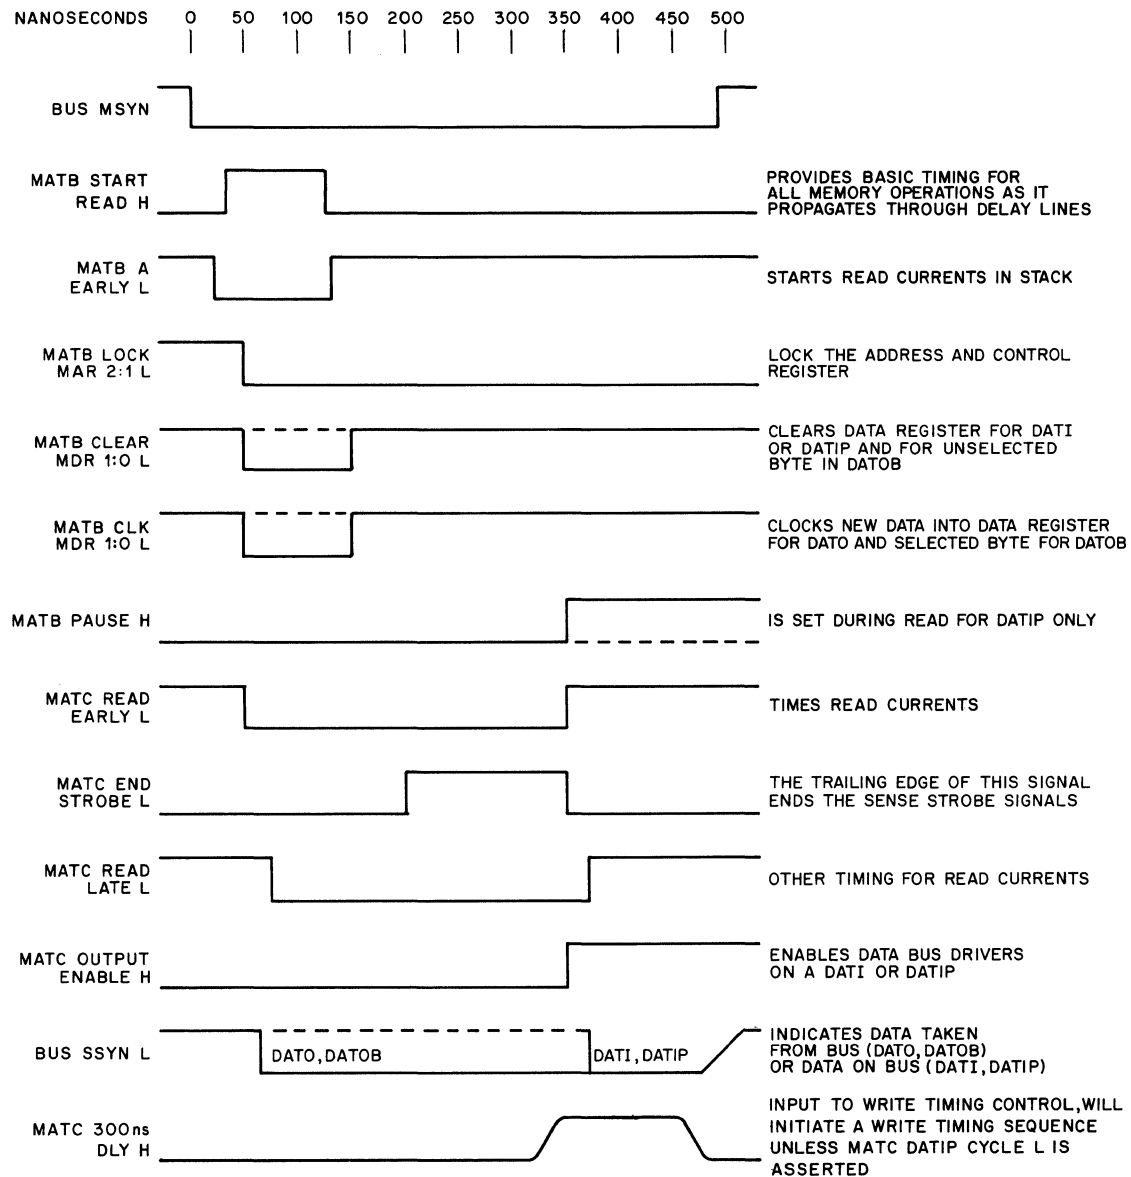 NANOSECONDS 0 50 100 150 200 250 300 350 400 450 500
BUS MSYN
MATB START
READ H
PROVIDES BASIC TIMING FOR
ALL MEMORY OPERATIONS AS IT
PROPAGATES THROUGH DELAY LINES
MATB A
EARLY L
STARTS READ CURRENTS IN STACK
MATB LOCK
MAR 2:1 L
LOCK THE ADDRESS AND CONTROL
REGISTER
MATB CLEAR
MDR 1:0 L
CLEARS DATA REGISTER FOR DATI
OR DATIP AND FOR UNSELECTED
BYTE IN DATOB
MATB CLK
MDR 1:0 L
CLOCKS NEW DATA INTO DATA REGISTER
FOR DATO AND SELECTED BYTE FOR DATOB
MATB PAUSE H
IS SET DURING READ FOR DATIP ONLY
MATC READ
EARLY L
TIMES READ CURRENTS
MATC END
STROBE L
THE TRAILING EDGE OF THIS SIGNAL
ENDS THE SENSE STROBE SIGNALS
MATC READ
LATE L
OTHER TIMING FOR READ CURRENTS
MATC OUTPUT
ENABLE H
ENABLES DATA BUS DRIVERS
ON A DATI OR DATIP
BUS SSYN L
DATO, DATOB
DATI, DATIP
INDICATES DATA TAKEN
FROM BUS (DATO, DATOB)
OR DATA ON BUS (DATI, DATIP)
MATC 300ns
DLY H
INPUT TO WRITE TIMING CONTROL, WILL
INITIATE A WRITE TIMING SEQUENCE
UNLESS MATC DATIP CYCLE L IS
ASSERTED